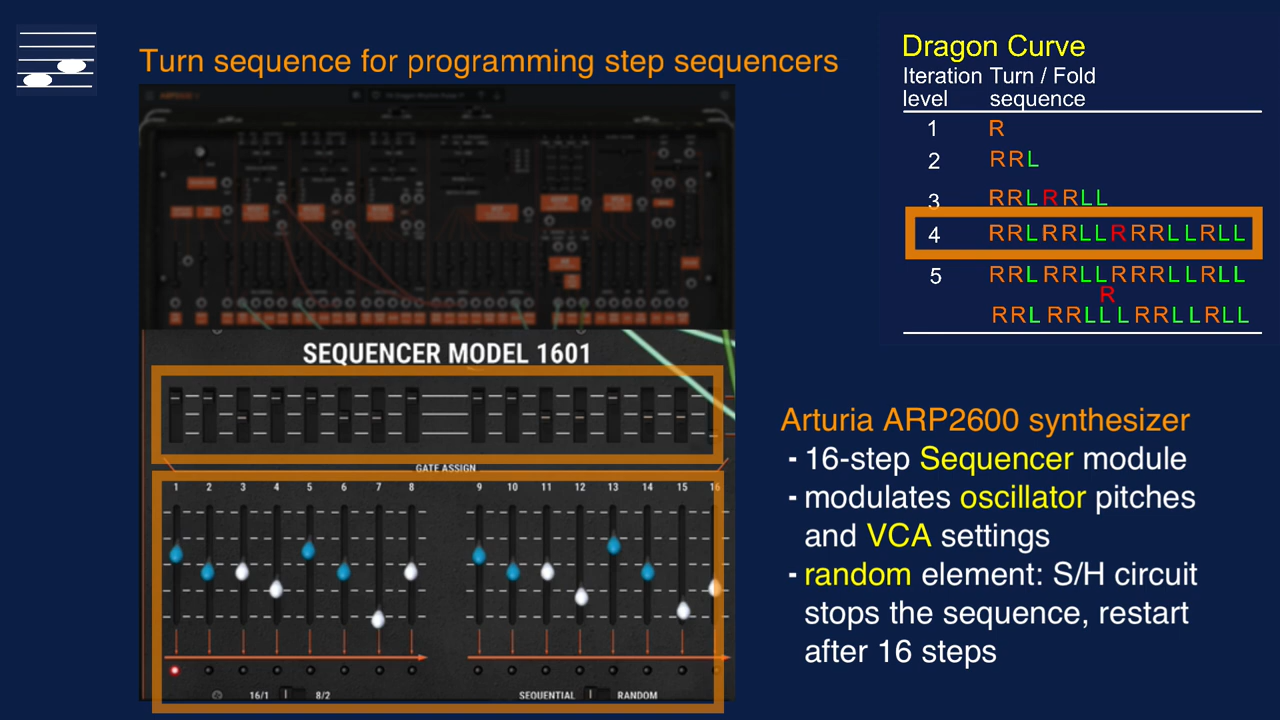 Turn sequence for programming step sequencers
SEQUENCER MODEL 1601
GATE ASSIGN
1 2 3 4 5 6 7 8 9 10 11 12 13 14 15 16
16/1 8/2 SEQUENTIAL RANDOM
Dragon Curve
Iteration Turn / Fold
level sequence
1 R
2 RRL
3 RRLRRLL
4 RRLRRLLRRRLLRLL
5 RRLRRLLRRRLLRLL
R
RRLRRLLLRRLLRLL
Arturia ARP2600 synthesizer
- 16-step Sequencer module
- modulates oscillator pitches
and VCA settings
- random element: S/H circuit
stops the sequence, restart
after 16 steps